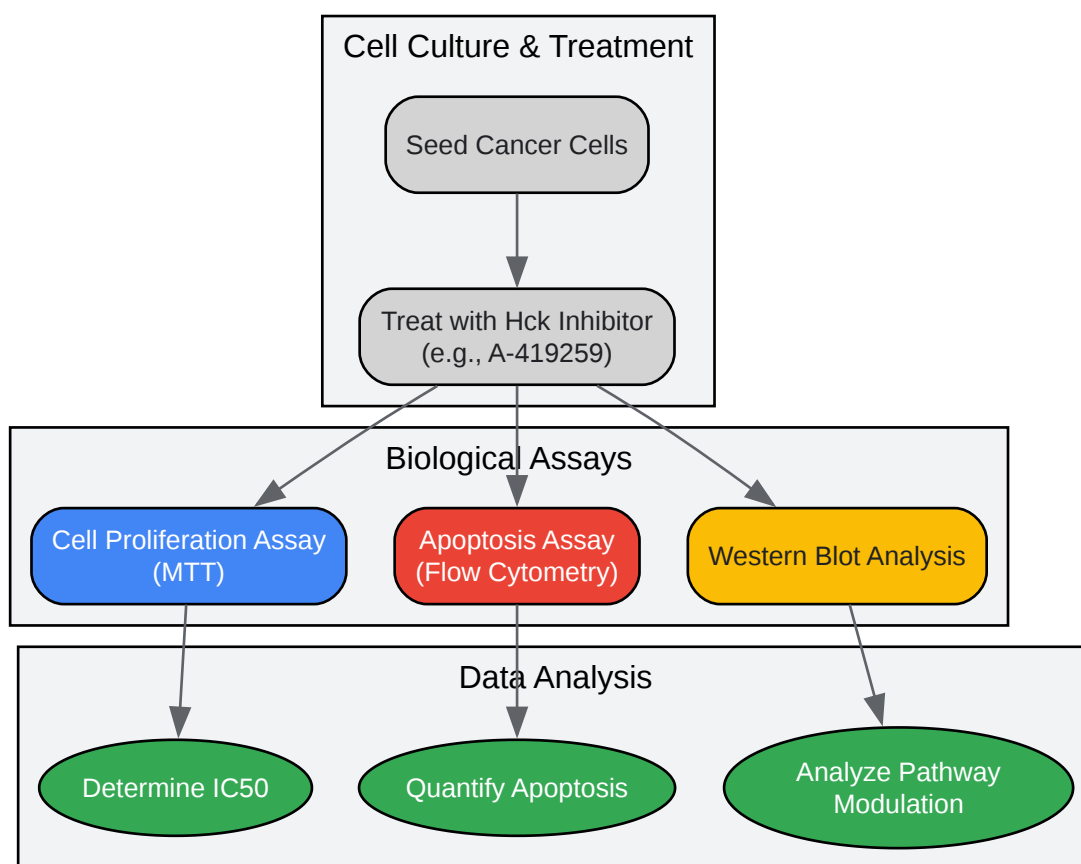 Cell Culture & Treatment
Seed Cancer Cells
Treat with Hck Inhibitor
(e.g., A-419259)
Biological Assays
Cell Proliferation Assay
(MTT)
Apoptosis Assay
(Flow Cytometry)
Western Blot Analysis
Data Analysis
Determine IC50
Quantify Apoptosis
Analyze Pathway
Modulation